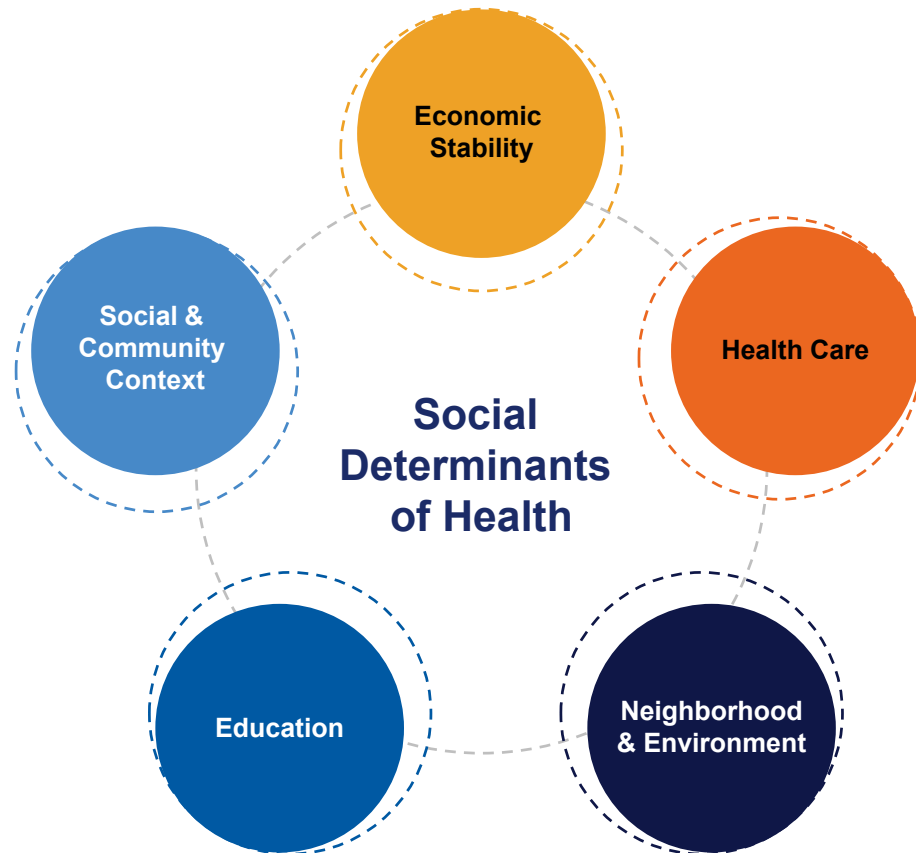 Economic
Stability
Social &
Community
Context
Health Care
Social
Determinants
of Health
Education
Neighborhood
& Environment